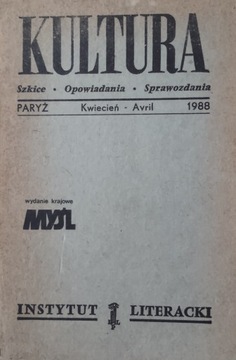 KULTURA
Szkice • Opowiadania • Sprawozdania
PARYŻ Kwiecień - Avril 1988
wydanie krajowe
MYŚL
INSTYTUT LITERACKI